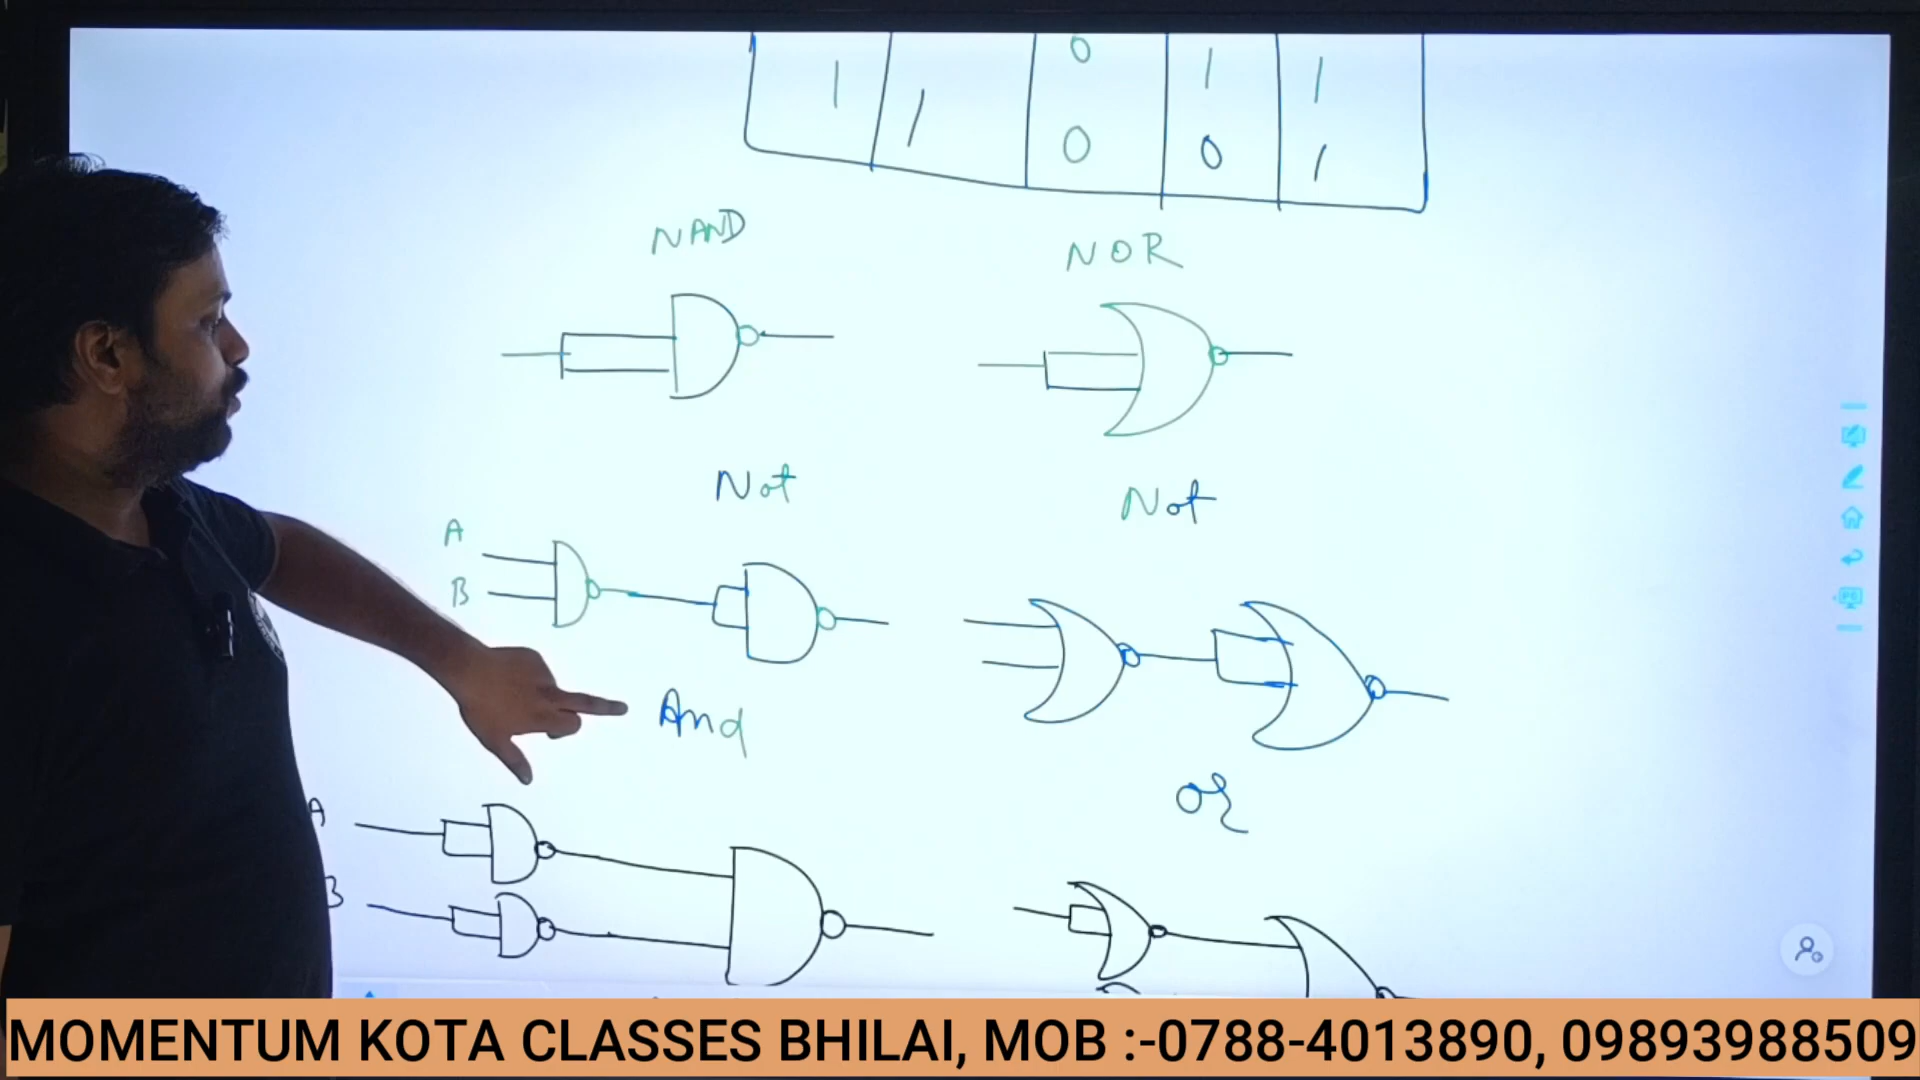 0 1 1
1 1
0 0 1
NAND
NOR
Not
Not
A
B
And
Or
A
B
MOMENTUM KOTA CLASSES BHILAI, MOB :-0788-4013890, 09893988509